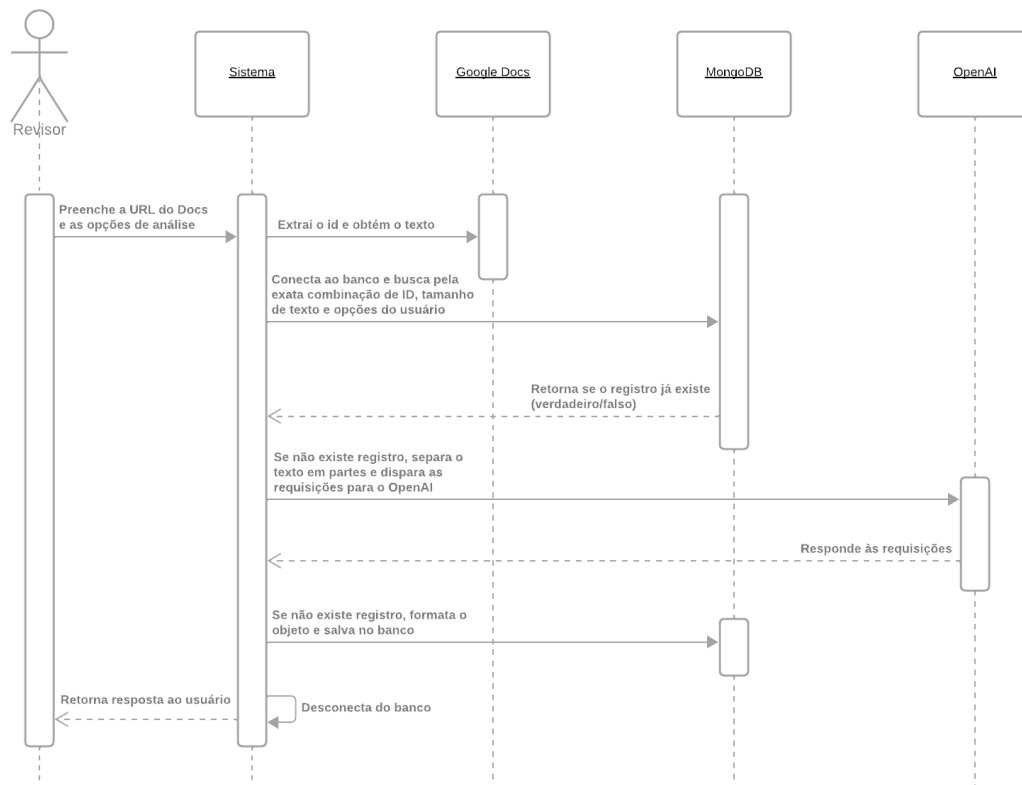 Sistema
Google Docs
MongoDB
OpenAI
Revisor
Preenche a URL do Docs
e as opções de análise
Extrai o id e obtém o texto
Conecta ao banco e busca pela
exata combinação de ID, tamanho
de texto e opções do usuário
Retorna se o registro já existe
(verdadeiro/falso)
Se não existe registro, separa o
texto em partes e dispara as
requisições para o OpenAI
Responde às requisições
Se não existe registro, formata o
objeto e salva no banco
Retorna resposta ao usuário
Desconecta do banco